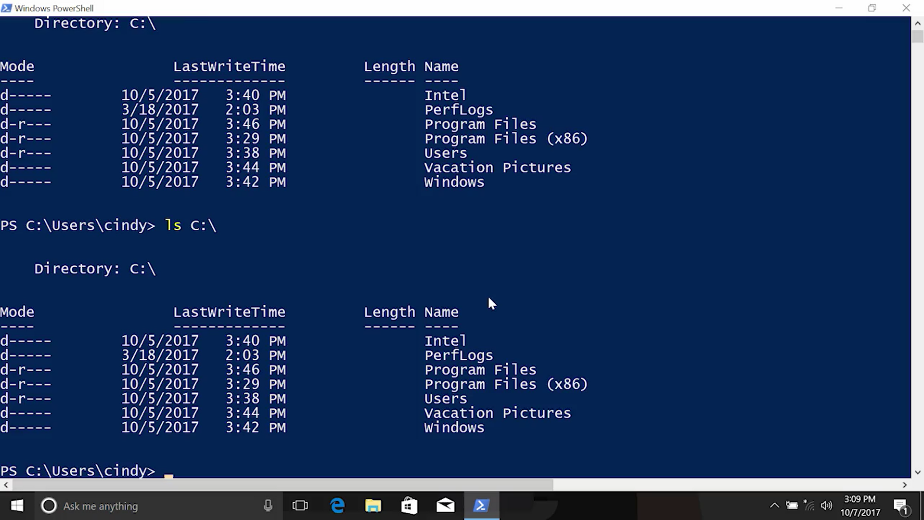 Windows PowerShell
Directory: C:\
Mode LastWriteTime Length Name
---- ------------- ------ ----
d----- 10/5/2017 3:40 PM Intel
d----- 3/18/2017 2:03 PM PerfLogs
d-r--- 10/5/2017 3:46 PM Program Files
d-r--- 10/5/2017 3:29 PM Program Files (x86)
d-r--- 10/5/2017 3:38 PM Users
d----- 10/5/2017 3:44 PM Vacation Pictures
d----- 10/5/2017 3:42 PM Windows
PS C:\Users\cindy> ls C:\
Directory: C:\
Mode LastWriteTime Length Name
---- ------------- ------ ----
d----- 10/5/2017 3:40 PM Intel
d----- 3/18/2017 2:03 PM PerfLogs
d-r--- 10/5/2017 3:46 PM Program Files
d-r--- 10/5/2017 3:29 PM Program Files (x86)
d-r--- 10/5/2017 3:38 PM Users
d----- 10/5/2017 3:44 PM Vacation Pictures
d----- 10/5/2017 3:42 PM Windows
PS C:\Users\cindy> _
Ask me anything
3:09 PM
10/7/2017
1